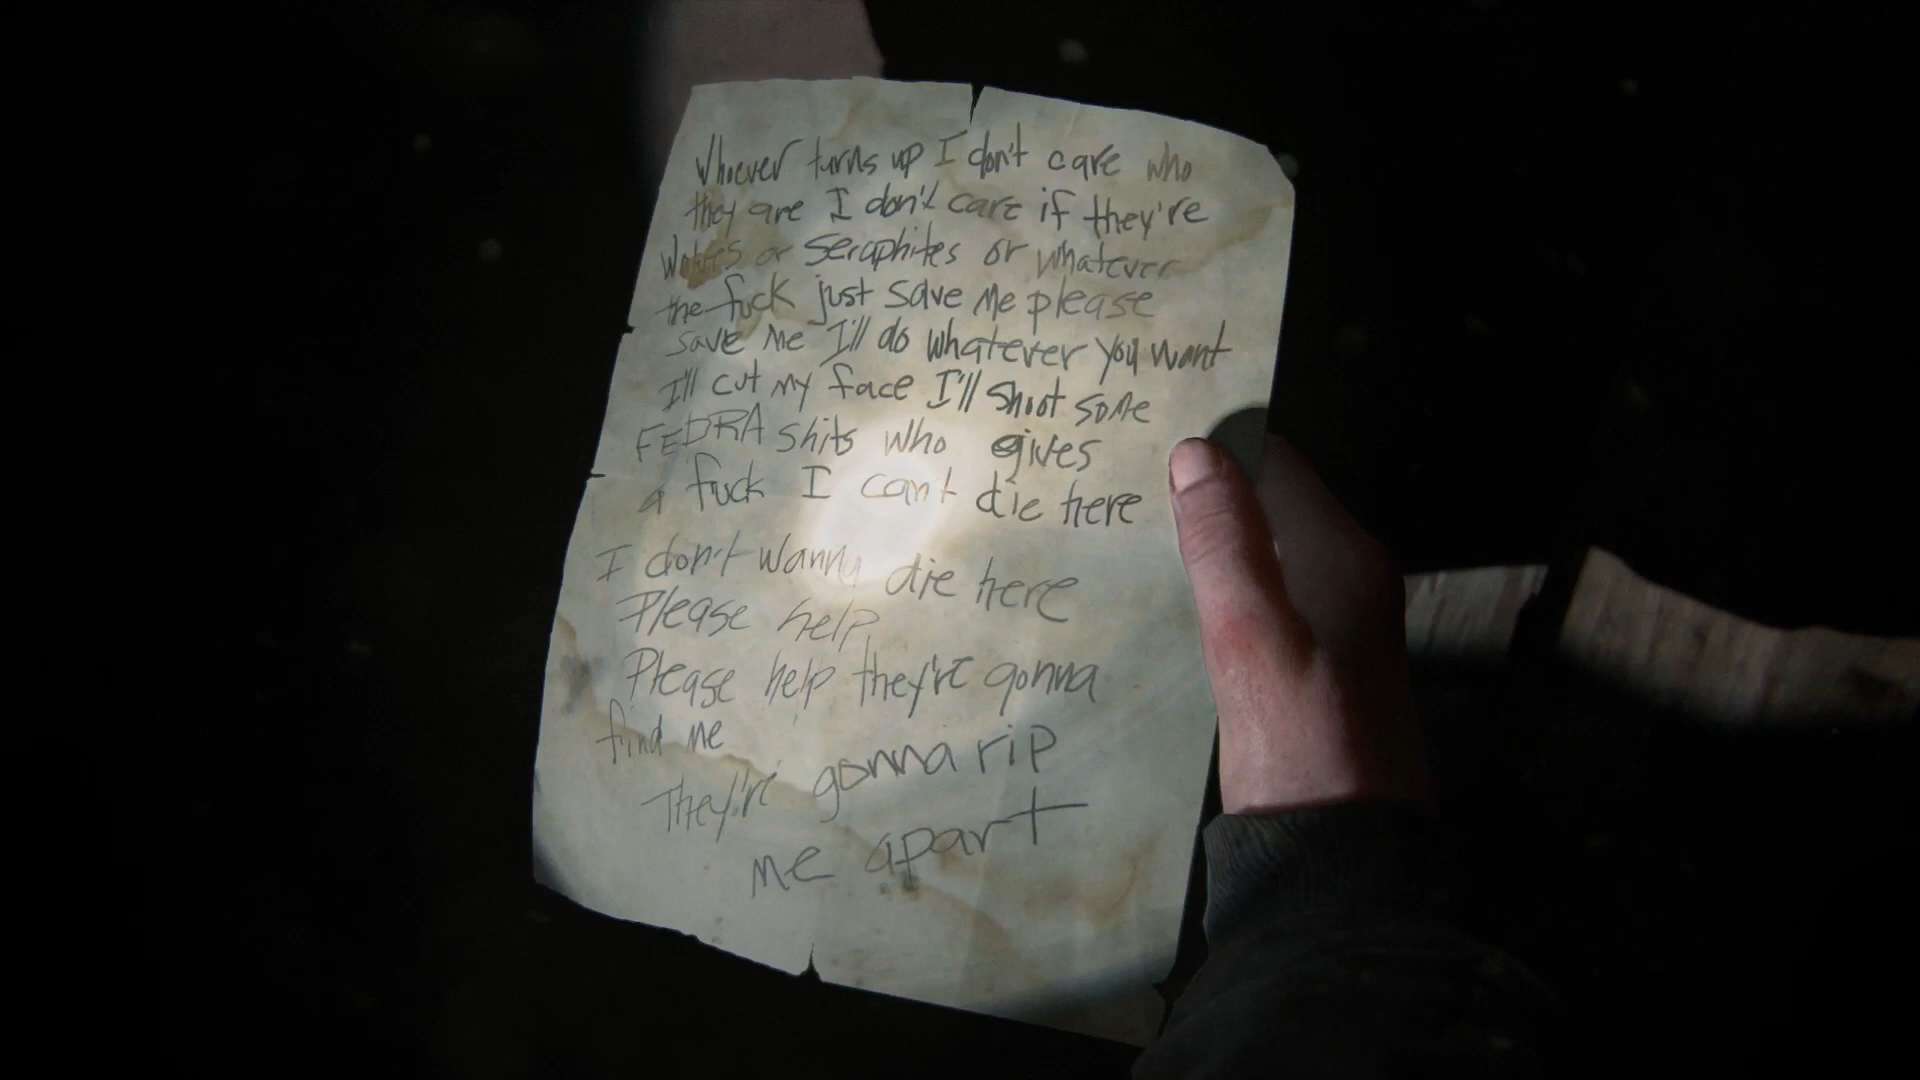 Whoever turns up I don't care who
they are I don't care if they're
Wolves or Seraphites or whatever
the fuck just save me please
save me I'll do whatever you want
I'll cut my face I'll shoot some
FEDRA shits who gives
a fuck I can't die here
I don't wanna die here
Please help
Please help they're gonna
find me
They're gonna rip
me apart